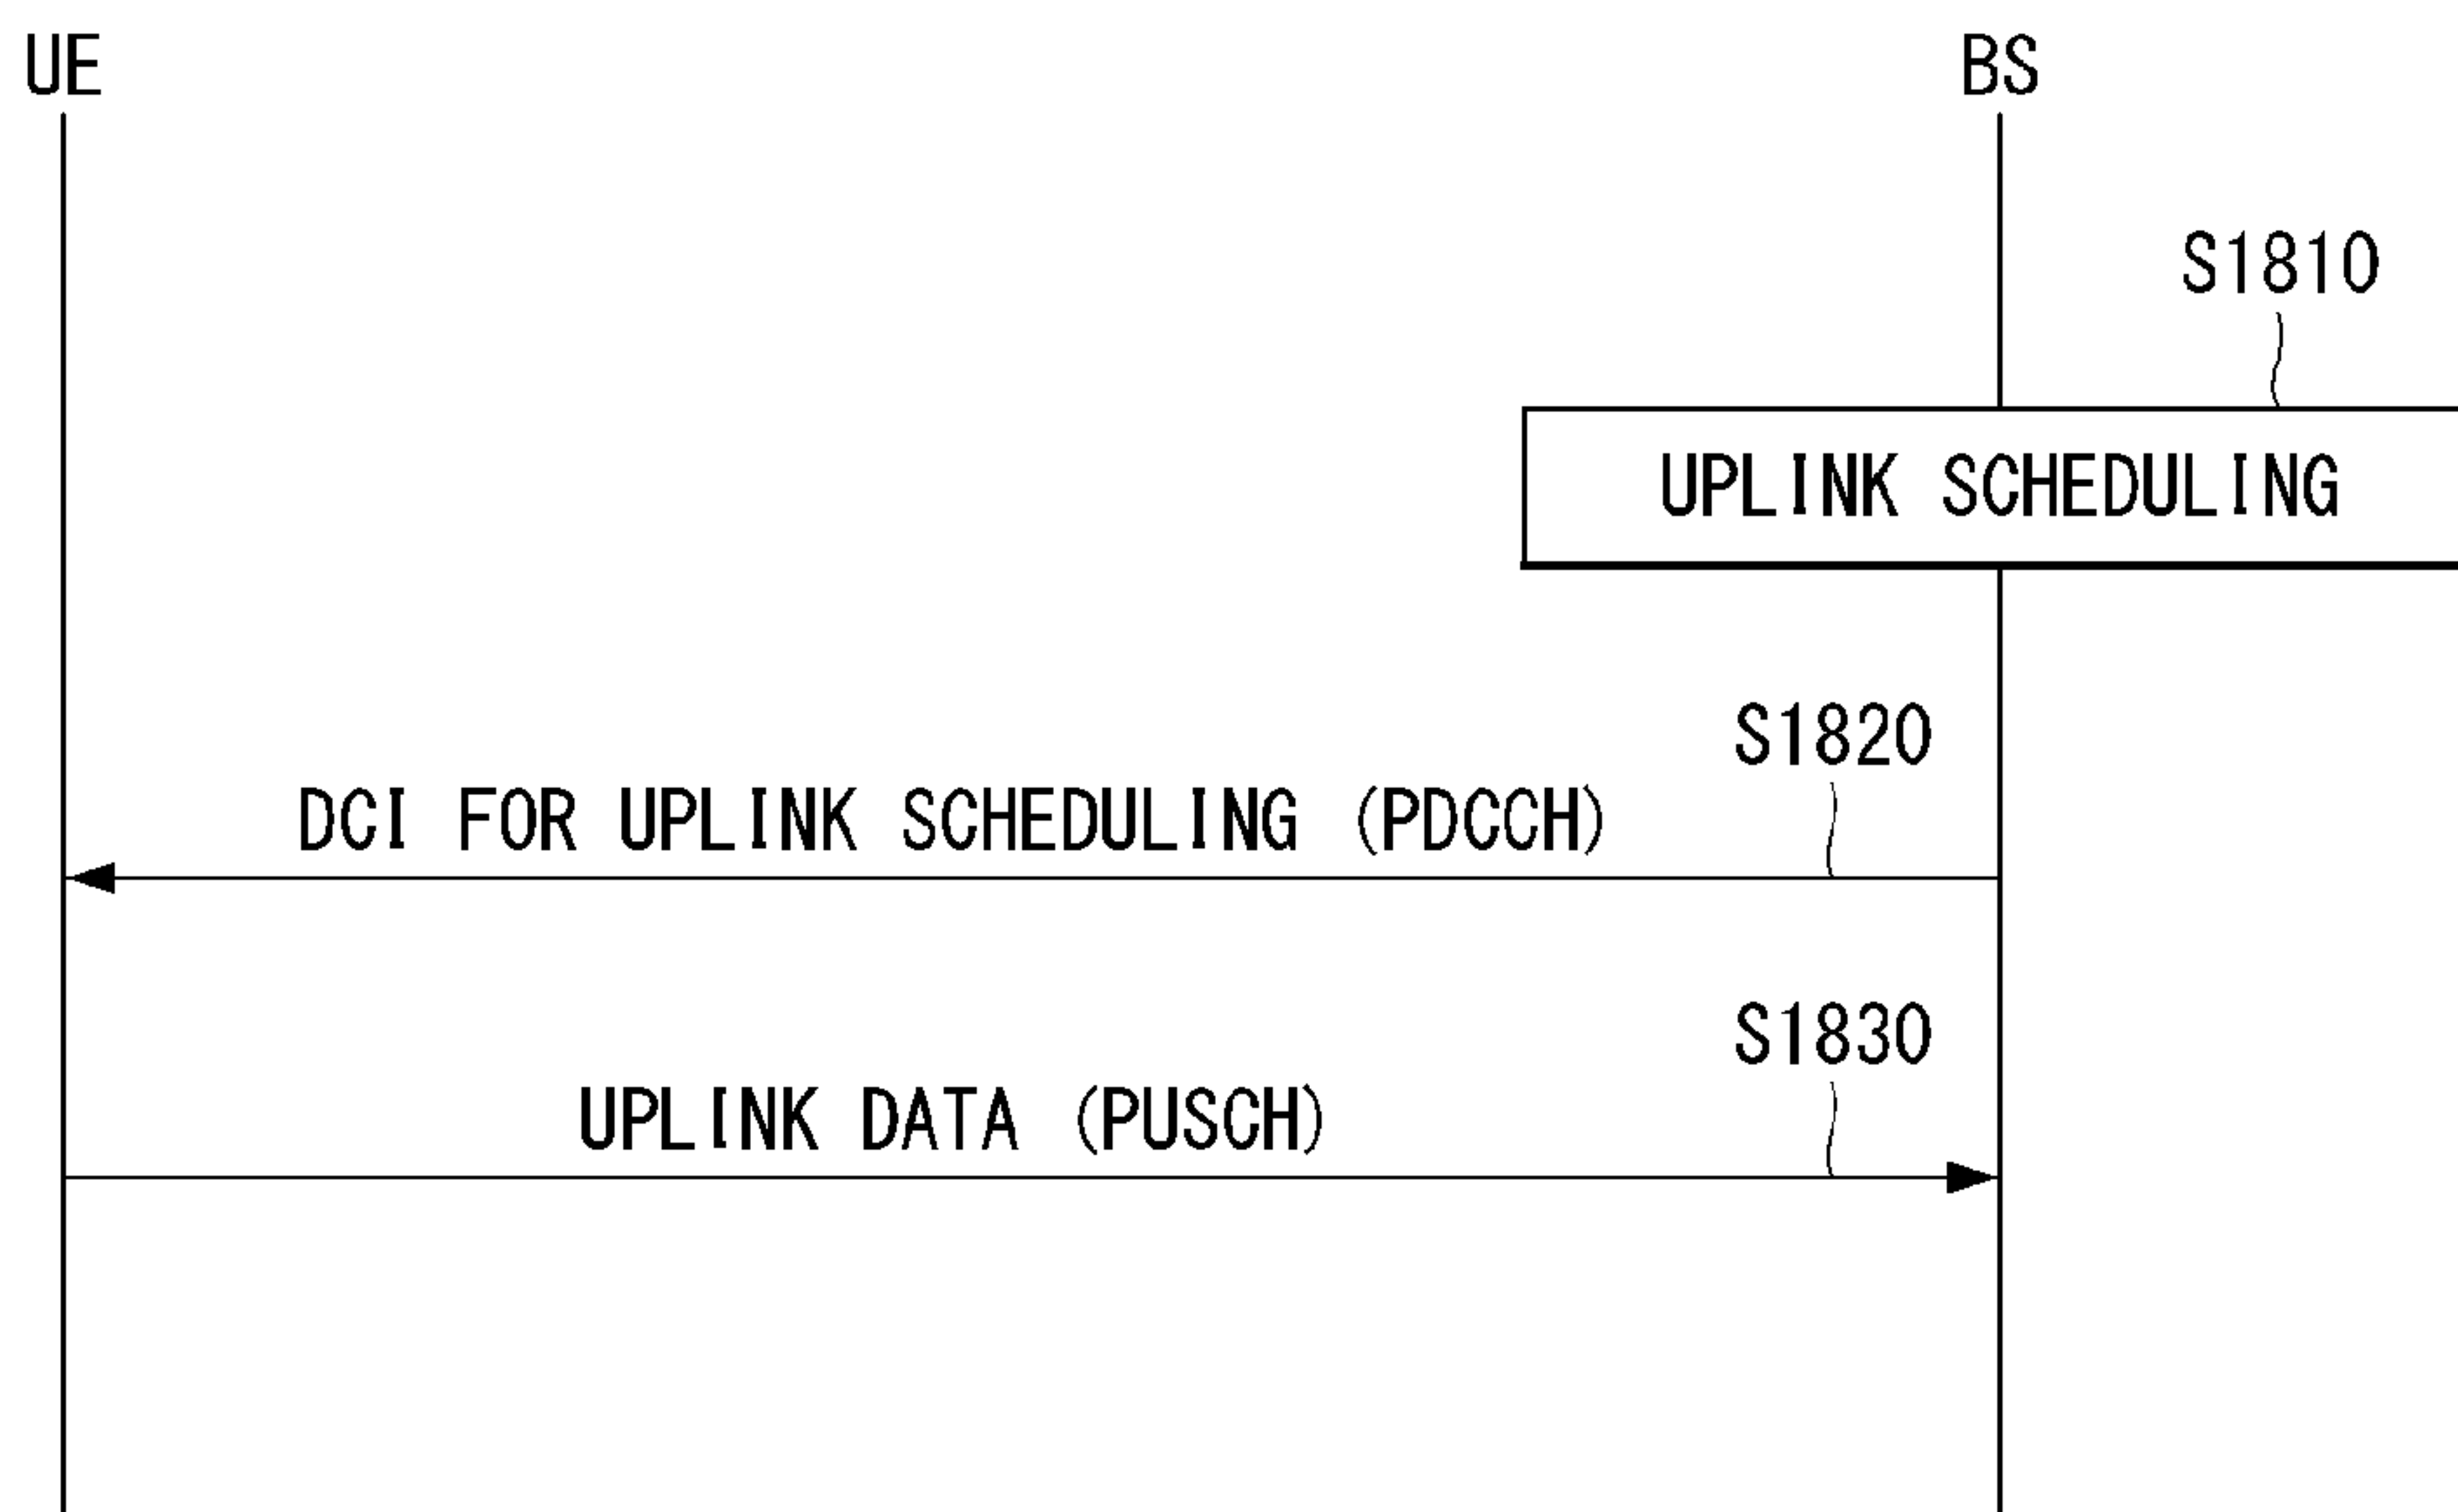 UE
BS
S1810
UPLINK SCHEDULING
S1820
DCI FOR UPLINK SCHEDULING (PDCCH)
S1830
UPLINK DATA (PUSCH)